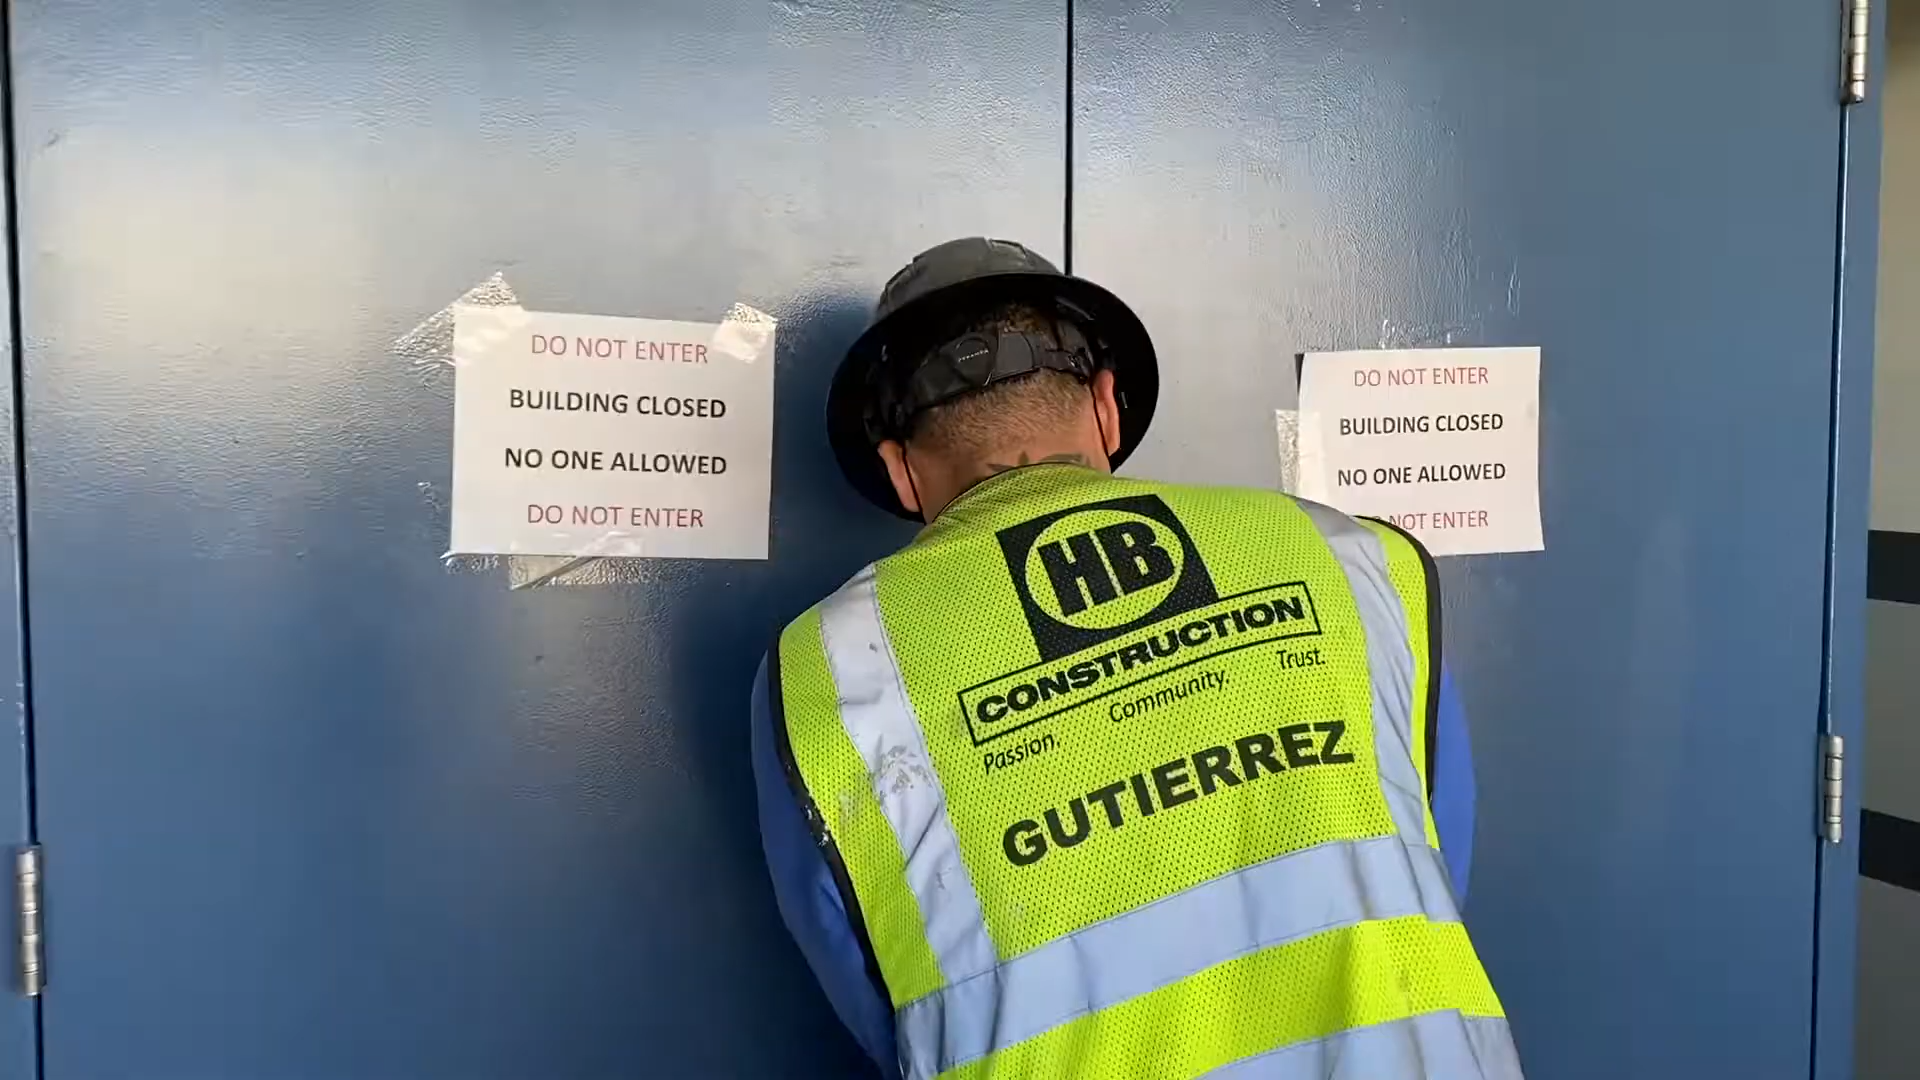 DO NOT ENTER
BUILDING CLOSED
NO ONE ALLOWED
DO NOT ENTER
DO NOT ENTER
BUILDING CLOSED
NO ONE ALLOWED
NOT ENTER
HB
CONSTRUCTION
Passion. Community. Trust.
GUTIERREZ